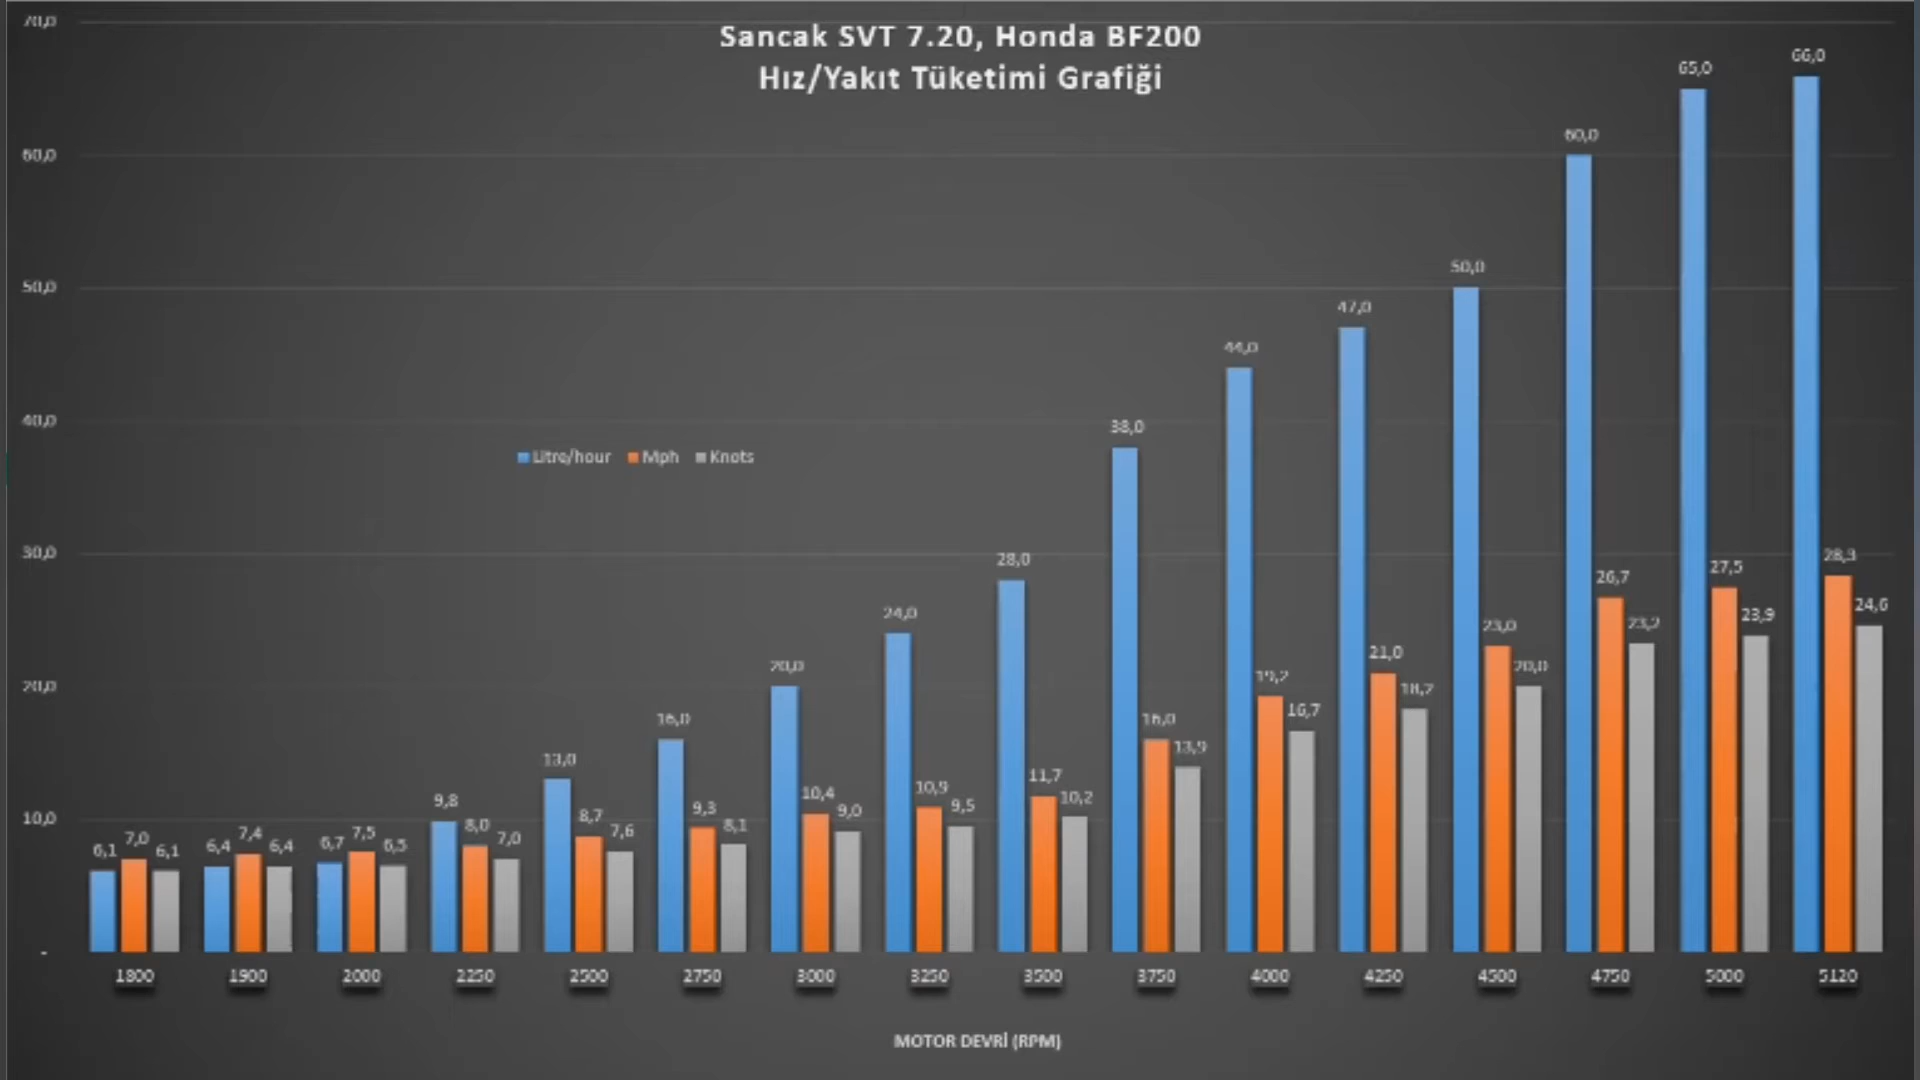 Sancak SVT 7.20, Honda BF200
Hız/Yakıt Tüketimi Grafiği
70,0
60,0
50,0
40,0
30,0
20,0
10,0
-
Litre/hour Mph Knots
6,1 7,0 6,1
6,4 7,4 6,4
6,7 7,5 6,5
9,8 8,0 7,0
13,0 8,7 7,6
16,0 9,3 8,1
20,0 10,4 9,0
24,0 10,9 9,5
28,0 11,7 10,2
38,0 16,0 13,9
44,0 19,2 16,7
47,0 21,0 18,2
50,0 23,0 20,0
60,0 26,7 23,2
65,0 27,5 23,9
66,0 28,3 24,6
1800 1900 2000 2250 2500 2750 3000 3250 3500 3750 4000 4250 4500 4750 5000 5120
MOTOR DEVRİ (RPM)